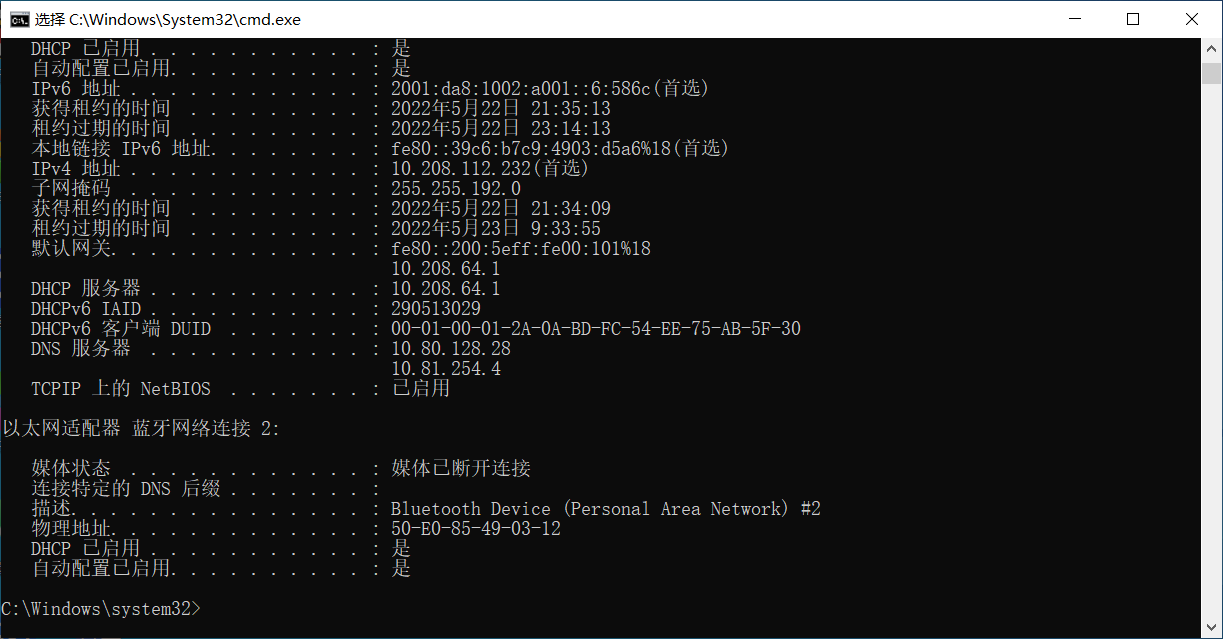 选择 C:\Windows\System32\cmd.exe
DHCP 已启用 . . . . . . . . . . . : 是
自动配置已启用. . . . . . . . . . : 是
IPv6 地址 . . . . . . . . . . . . : 2001:da8:1002:a001::6:586c(首选)
获得租约的时间  . . . . . . . . . : 2022年5月22日 21:35:13
租约过期的时间  . . . . . . . . . : 2022年5月22日 23:14:13
本地链接 IPv6 地址. . . . . . . . : fe80::39c6:b7c9:4903:d5a6%18(首选)
IPv4 地址 . . . . . . . . . . . . : 10.208.112.232(首选)
子网掩码  . . . . . . . . . . . . : 255.255.192.0
获得租约的时间  . . . . . . . . . : 2022年5月22日 21:34:09
租约过期的时间  . . . . . . . . . : 2022年5月23日 9:33:55
默认网关. . . . . . . . . . . . . : fe80::200:5eff:fe00:101%18
10.208.64.1
DHCP 服务器 . . . . . . . . . . . : 10.208.64.1
DHCPv6 IAID . . . . . . . . . . . : 290513029
DHCPv6 客户端 DUID  . . . . . . . : 00-01-00-01-2A-0A-BD-FC-54-EE-75-AB-5F-30
DNS 服务器  . . . . . . . . . . . : 10.80.128.28
10.81.254.4
TCPIP 上的 NetBIOS  . . . . . . . : 已启用
以太网适配器 蓝牙网络连接 2:
媒体状态  . . . . . . . . . . . . : 媒体已断开连接
连接特定的 DNS 后缀 . . . . . . . :
描述. . . . . . . . . . . . . . . : Bluetooth Device (Personal Area Network) #2
物理地址. . . . . . . . . . . . . : 50-E0-85-49-03-12
DHCP 已启用 . . . . . . . . . . . : 是
自动配置已启用. . . . . . . . . . : 是
C:\Windows\system32>